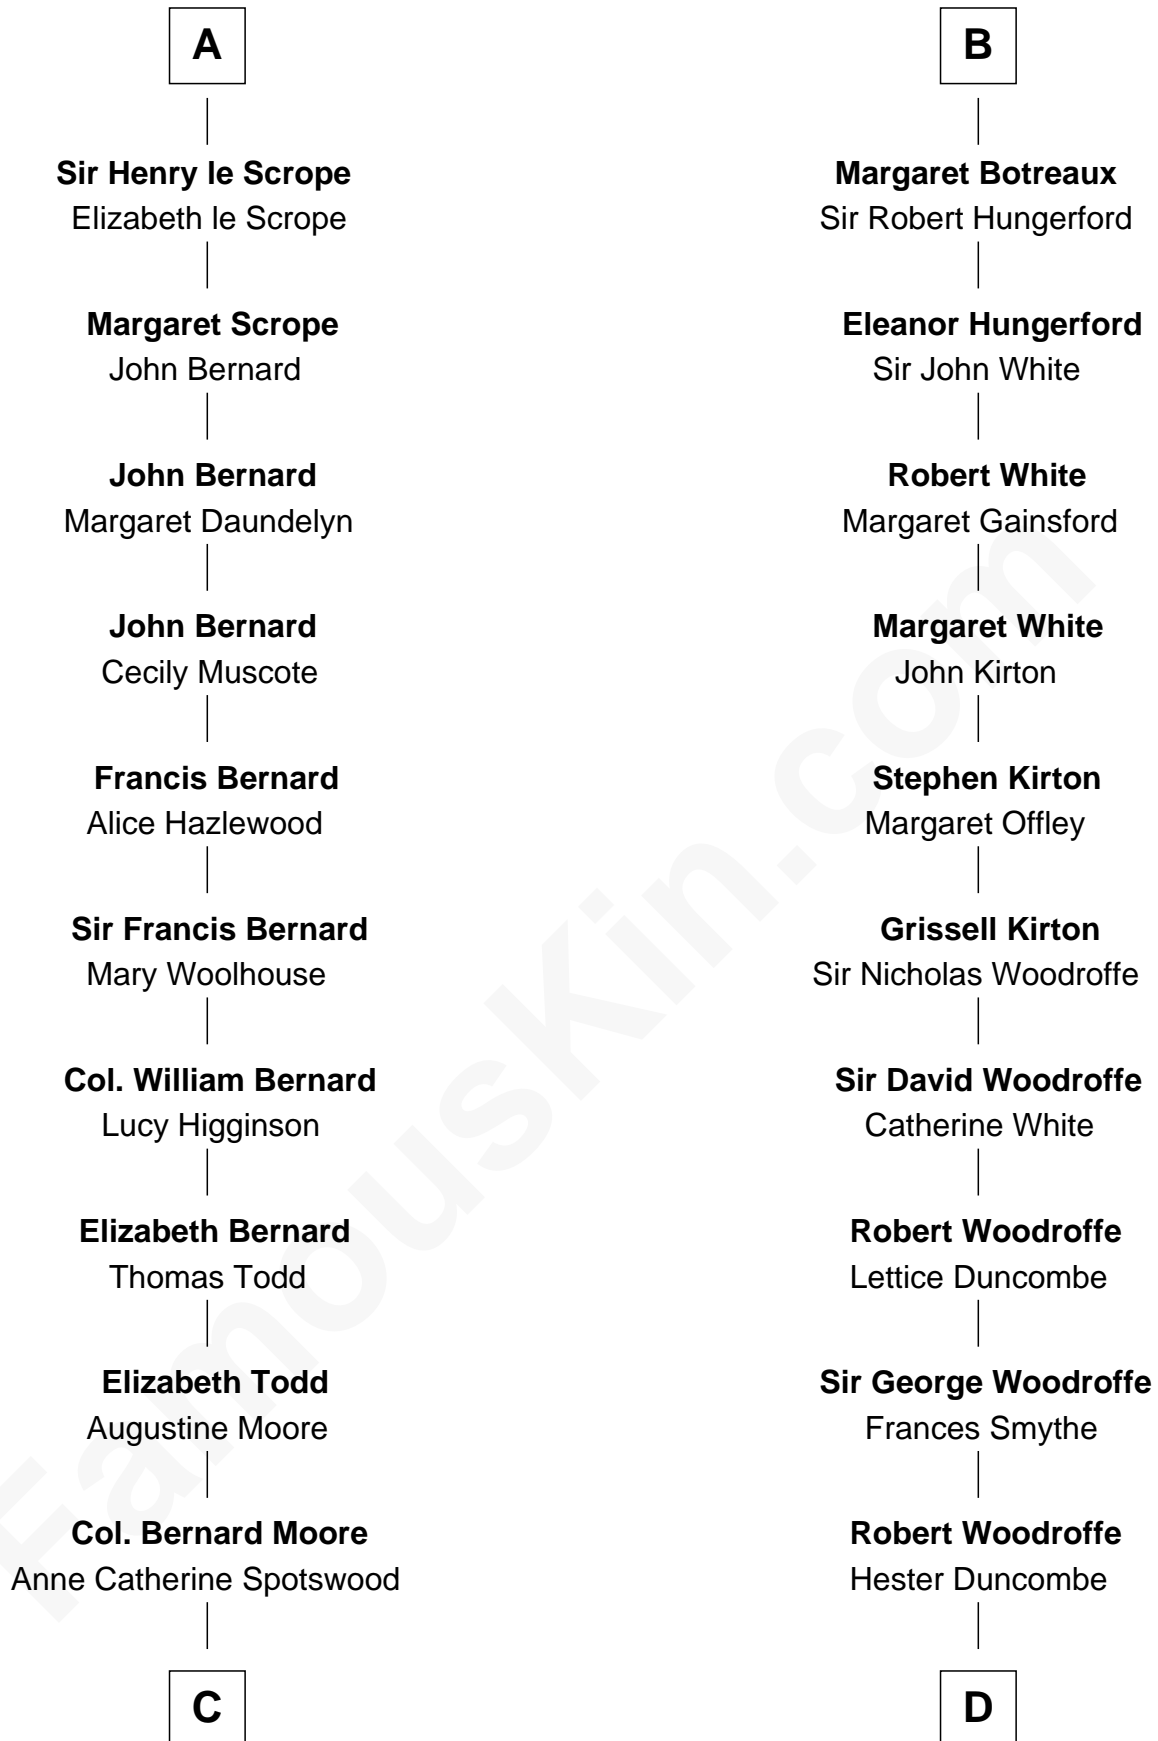 A
Sir Henry le Scrope
Elizabeth le Scrope
Margaret Scrope
John Bernard
John Bernard
Margaret Daundelyn
John Bernard
Cecily Muscote
Francis Bernard
Alice Hazlewood
Sir Francis Bernard
Mary Woolhouse
Col. William Bernard
Lucy Higginson
Elizabeth Bernard
Thomas Todd
Elizabeth Todd
Augustine Moore
Col. Bernard Moore
Anne Catherine Spotswood
C
B
Margaret Botreaux
Sir Robert Hungerford
Eleanor Hungerford
Sir John White
Robert White
Margaret Gainsford
Margaret White
John Kirton
Stephen Kirton
Margaret Offley
Grissell Kirton
Sir Nicholas Woodroffe
Sir David Woodroffe
Catherine White
Robert Woodroffe
Lettice Duncombe
Sir George Woodroffe
Frances Smythe
Robert Woodroffe
Hester Duncombe
D
FamousKin.com